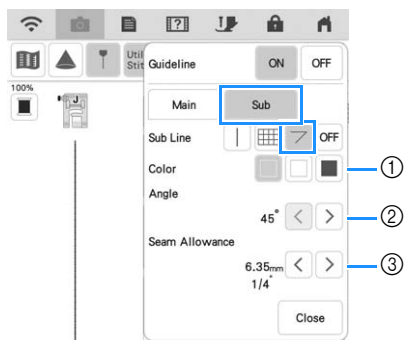 Util
Stit
Guideline ON OFF
100%
J
Main Sub
Sub Line OFF
Color ①
Angle
45° ②
Seam Allowance
6.35mm ③
1/4"
Close